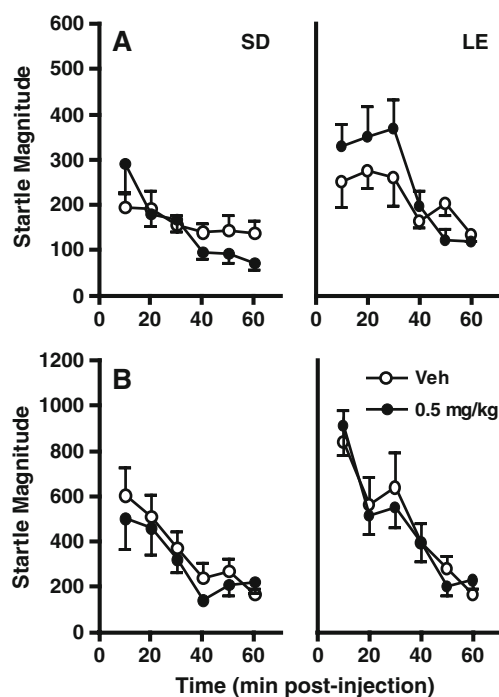 A SD LE
600
500
400
300
200
100
0
Startle Magnitude
0 20 40 60 0 20 40 60
B
1200
1000
800
600
400
200
0
Startle Magnitude
Veh
0.5 mg/kg
0 20 40 60 0 20 40 60
Time (min post-injection)